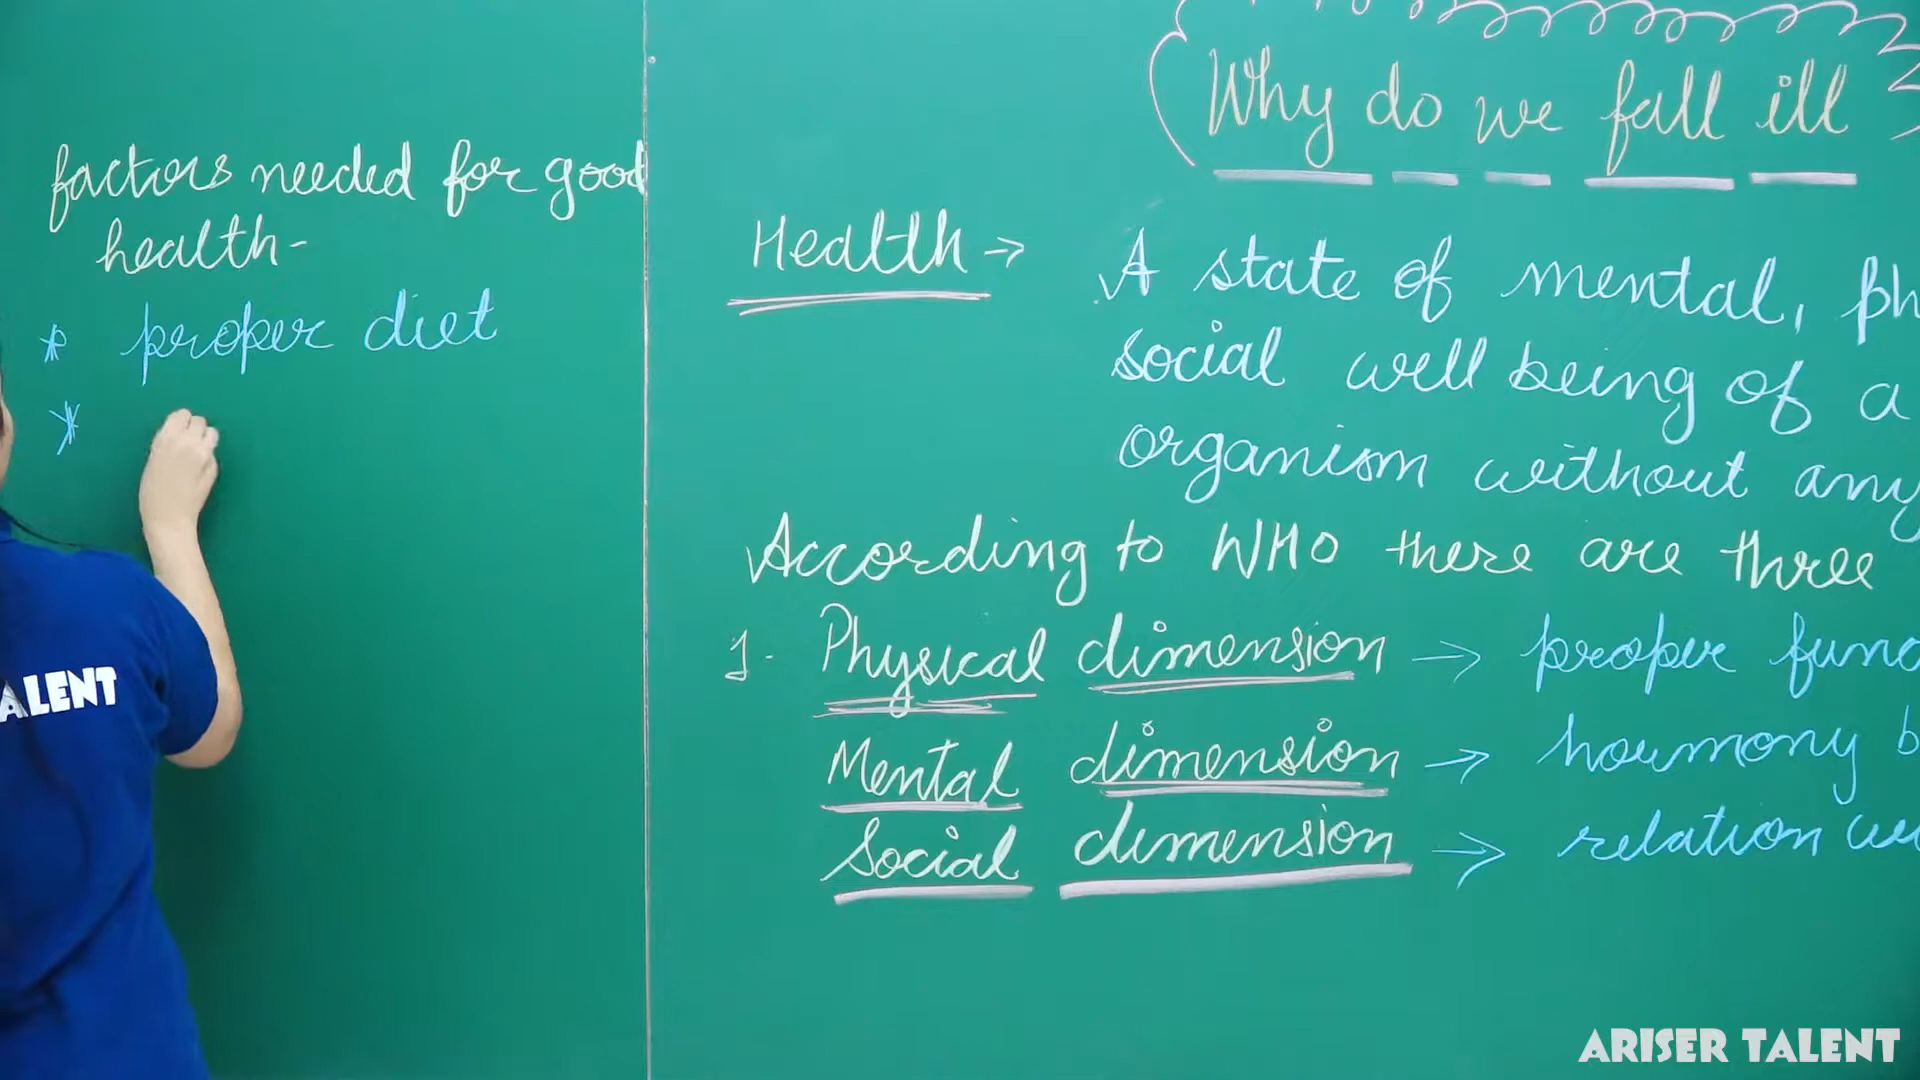 factors needed for good
health-
* proper diet
*
Why do we fall ill
Health → A state of mental, ph
social well being of a
organism without any
According to WHO there are three
1. Physical dimension → proper func
Mental dimension → harmony b
Social dimension → relation
ALENT
ARISER TALENT